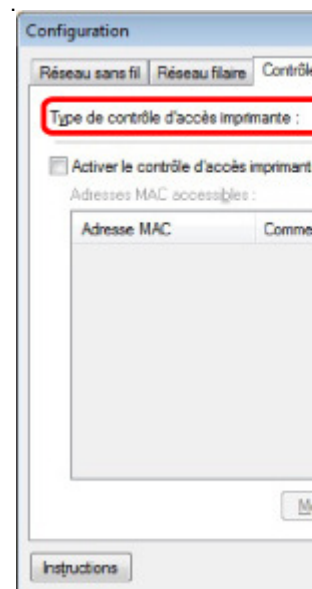 Configuration
Réseau sans fil Réseau filaire Contrôle
Type de contrôle d'accès imprimante :
Activer le contrôle d'accès imprimant
Adresses MAC accessibles :
Adresse MAC Comme
M
Instructions